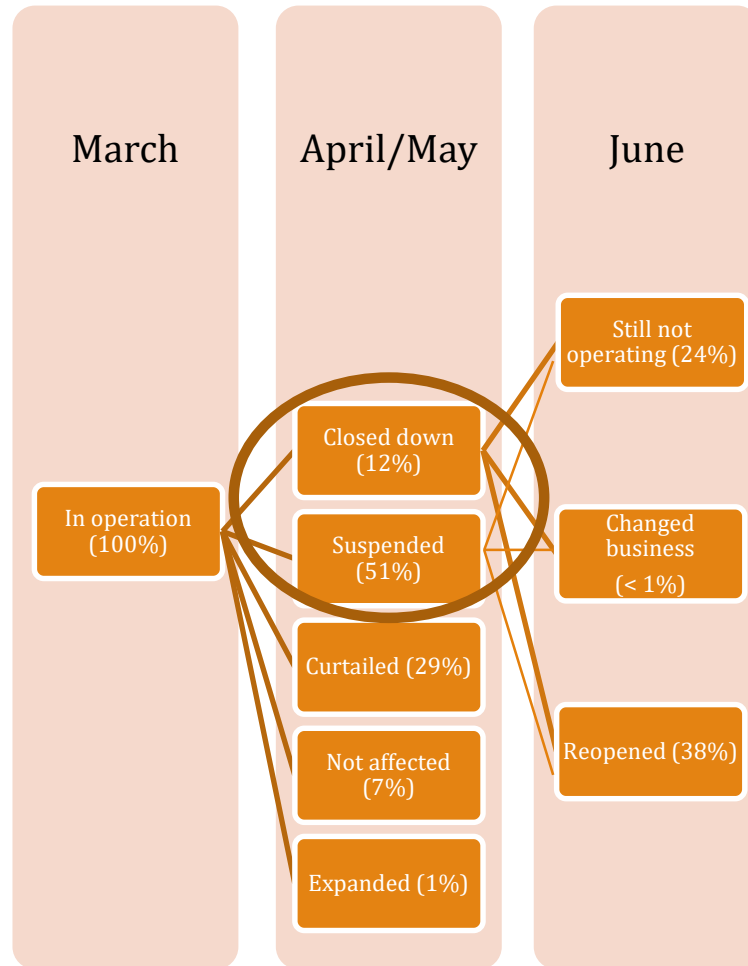 March
In operation
(100%)
April/May
Closed down
(12%)
Suspended
(51%)
Curtailed (29%)
Not affected
(7%)
Expanded (1%)
June
Still not
operating (24%)
Changed
business
(< 1%)
Reopened (38%)